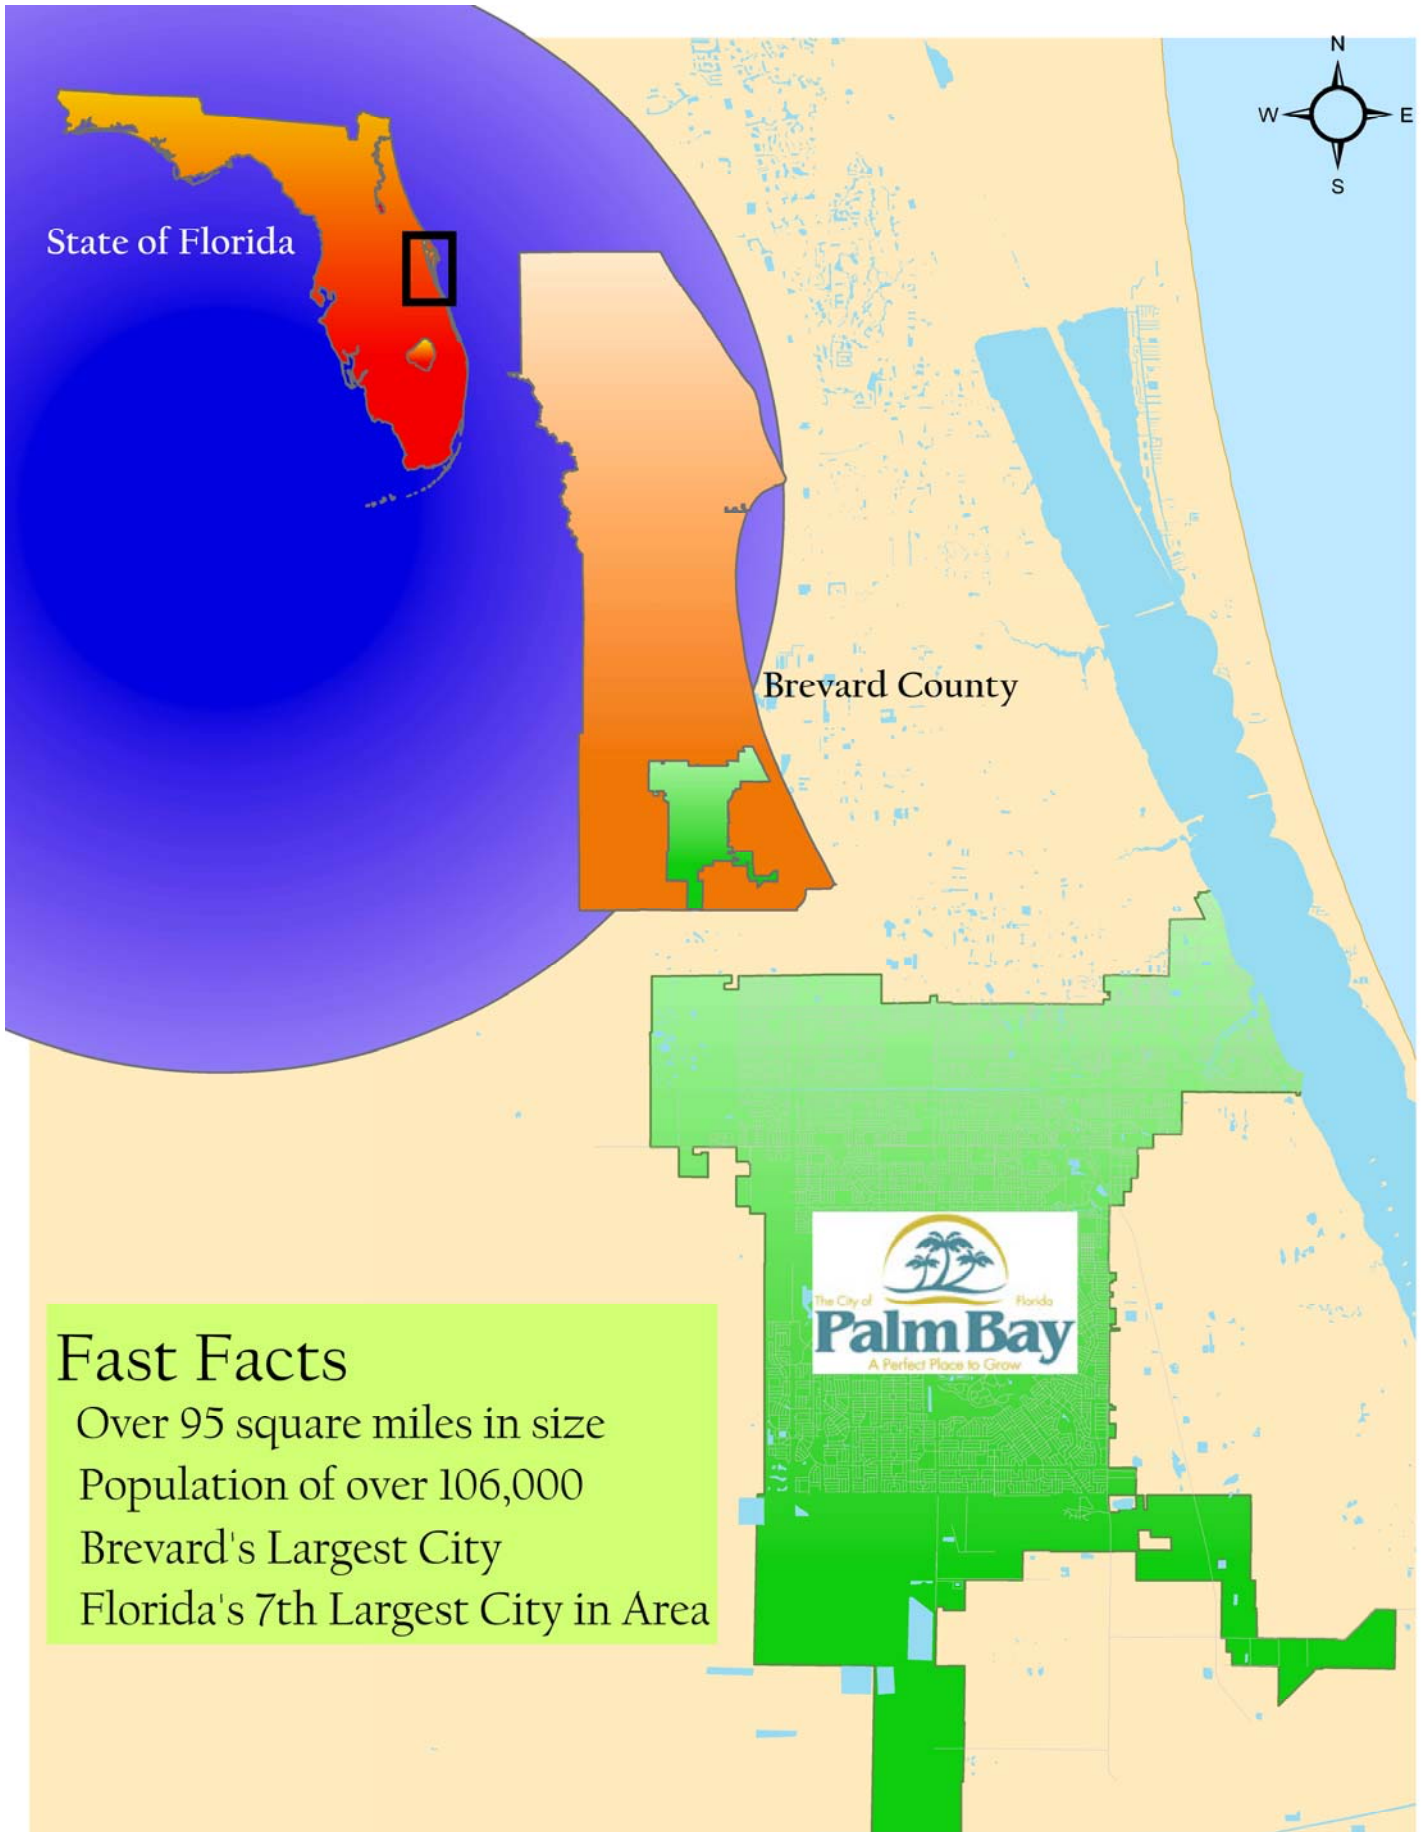 N
W E
S
State of Florida
Brevard County
The City of Florida
Palm Bay
A Perfect Place to Grow
Fast Facts
Over 95 square miles in size
Population of over 106,000
Brevard's Largest City
Florida's 7th Largest City in Area